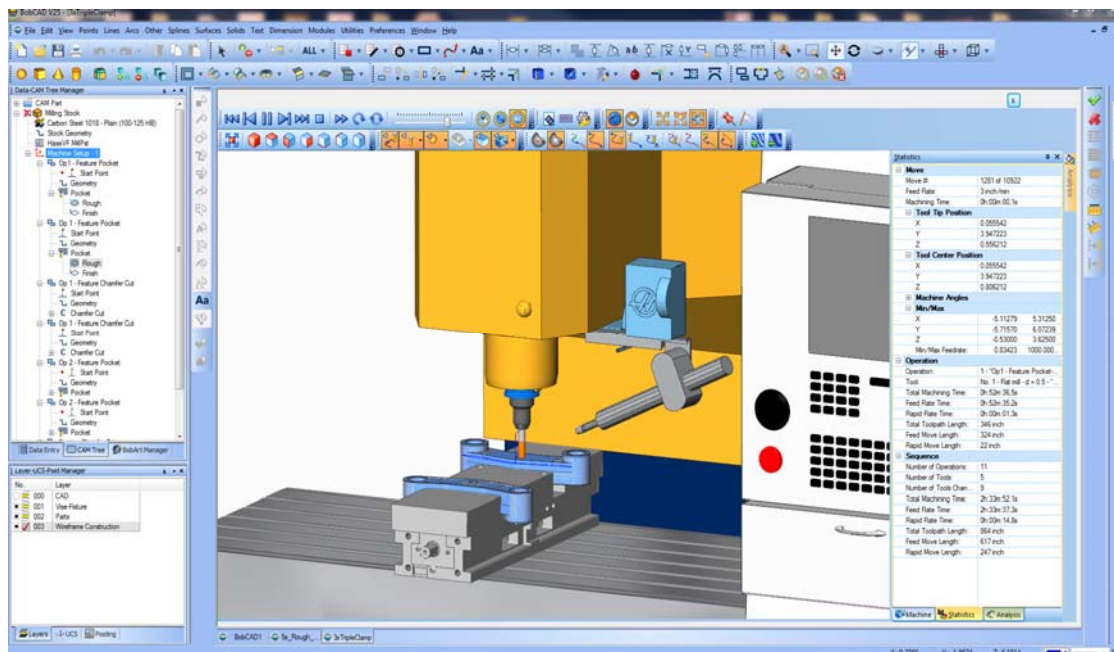 BobCAD V25 - [3xTripleClamp]
File Edit View Points Lines Arcs Other Splines Surfaces Solids Text Dimension Modules Utilities Preferences Window Help
ALL
Aa
Data-CAM Tree Manager
CAM Part
Milling Stock
Carbon Steel 1018 - Plain (100-125 HB)
Stock Geometry
Machine Setup - 1
Op1 - Feature Pocket
Start Point
Geometry
Pocket
Rough
Finish
Op 1 - Feature Pocket
Start Point
Geometry
Pocket
Rough
Finish
Op 1 - Feature Chamfer Cut
Start Point
Geometry
Chamfer Cut
Op 1 - Feature Chamfer Cut
Start Point
Geometry
Chamfer Cut
Op 2 - Feature Pocket
Start Point
Geometry
Pocket
Op 2 - Feature Pocket
Start Point
Geometry
Pocket
Data Entry CAM Tree BobArt Manager
Layer-UCS-Post Manager
No. Layer
000 CAD
001 Vise-Fixture
002 Parts
003 Wireframe Construction
Layers UCS Posting
Aa
x
Statistics
Move
Move #: 1281 of 10922
Feed Rate: 3 inch/min
Machining Time: 0h:00m:00,1s
Tool Tip Position
X 0.055542
Y 3.947223
Z 0.556212
Tool Center Position
X 0.055542
Y 3.947223
Z 0.806212
Machine Angles
Min/Max
X -5.11279 5.31250
Y -5.71570 6.07239
Z -0.53000 3.62500
Min/Max Feedrate: 0.83423 1000.000...
Operation
Operation: 1 - "Op1 - Feature Pocket-...
Tool: No. 1 - Flat mill - d = 0.5 - "...
Total Machining Time: 0h:52m:36,5s
Feed Rate Time: 0h:52m:35.2s
Rapid Rate Time: 0h:00m:01.3s
Total Toolpath Length: 346 inch
Feed Move Length: 324 inch
Rapid Move Length: 22 inch
Sequence
Number of Operations: 11
Number of Tools: 5
Number of Tools Chan... 9
Total Machining Time: 2h:33m:52,1s
Feed Rate Time: 2h:33m:37.3s
Rapid Rate Time: 0h:00m:14,8s
Total Toolpath Length: 864 inch
Feed Move Length: 617 inch
Rapid Move Length: 247 inch
Machine Statistics Analysis
Analysis
BobCAD1 5x_Rough_... 3xTripleClamp